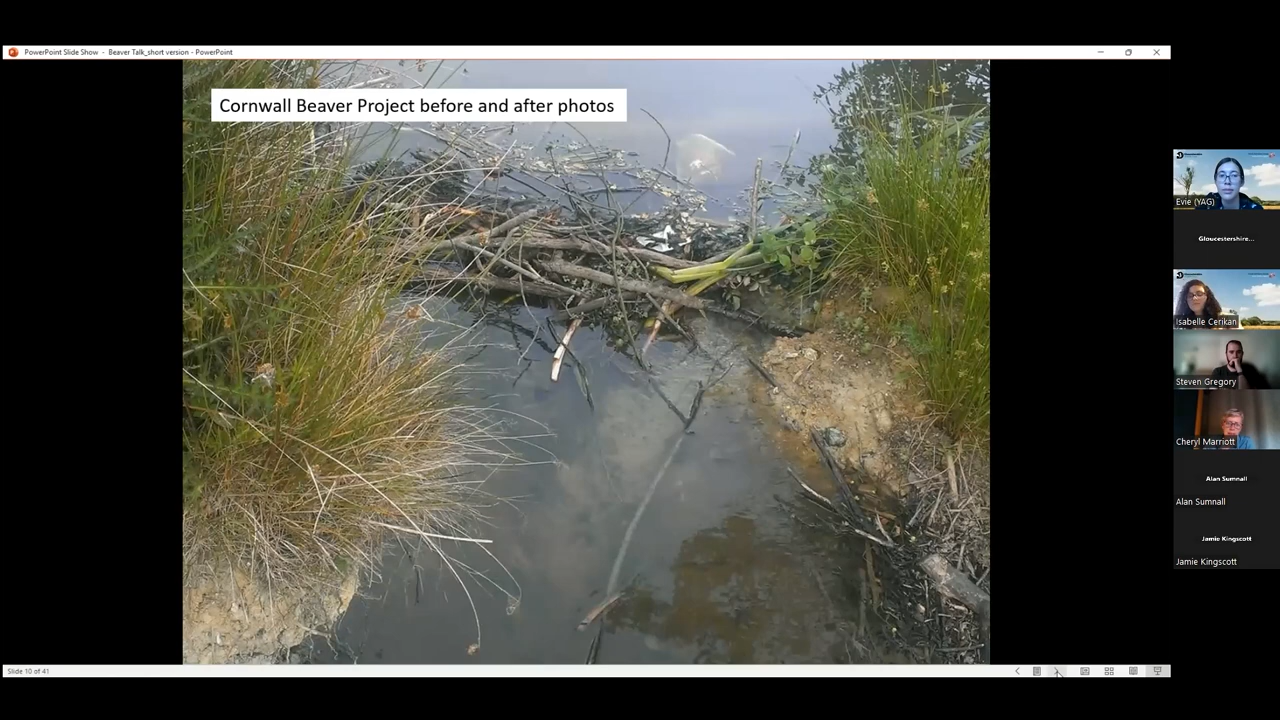 PowerPoint Slide Show - Beaver Talk_short version - PowerPoint
Cornwall Beaver Project before and after photos
Evie (YAG)
Gloucestershire...
Isabelle Cerikan
Steven Gregory
Cheryl Marriott
Alan Sumnall
Alan Sumnall
Jamie Kingscott
Jamie Kingscott
Slide 10 of 41